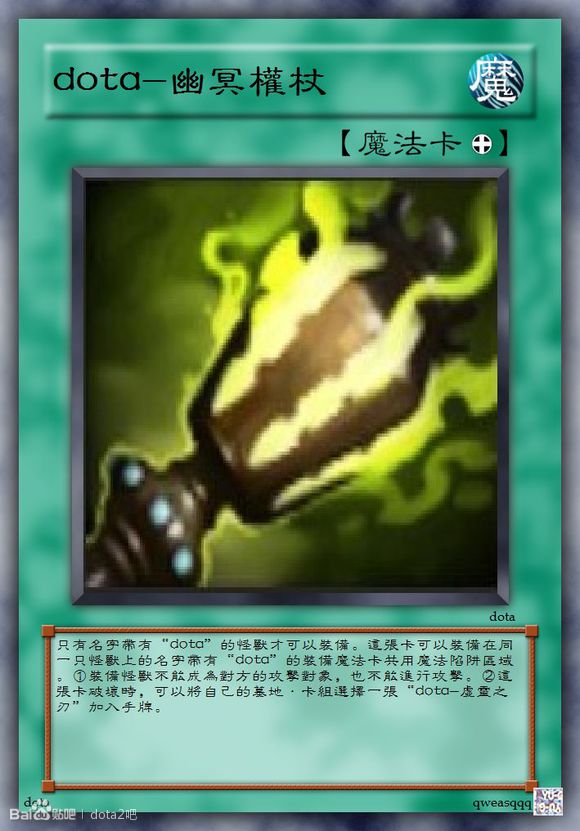 dota-幽冥權杖
魔
【魔法卡】
dota
只有名字帶有“dota”的怪獸才可以裝備。這張卡可以裝備在同
一只怪獸上的名字帶有“dota”的裝備魔法卡共用魔法陷阱區域
。①裝備怪獸不能成為對方的攻擊對象，也不能進行攻擊。②這
張卡破壞時，可以將自己的墓地·卡組選擇一張“dota-虛靈之
刃”加入手牌。
dota
qweasqqq
Bai 贴吧 | dota2吧